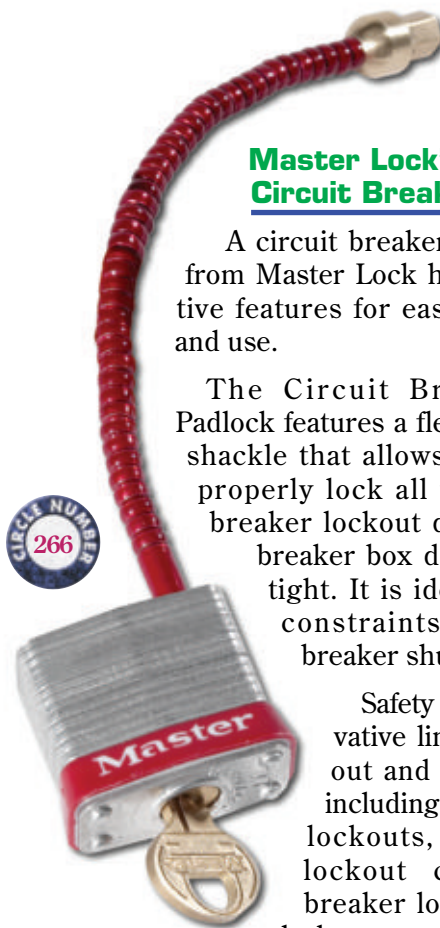 Master Lock
Circuit Break
A circuit breaker
from Master Lock h
tive features for eas
and use.
The Circuit Br
Padlock features a fle
shackle that allows
properly lock all
breaker lockout
breaker box d
tight. It is id
constraints
breaker shu
Safety
vative lin
out and
including
lockouts,
lockout c
breaker lo
CIRCLE NUMBER
266
Master